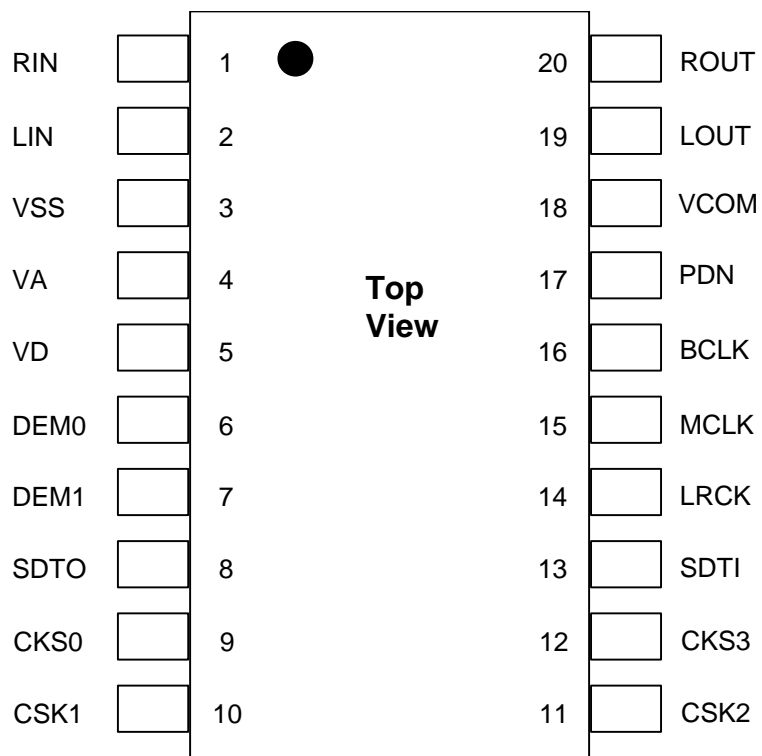 RIN 1 20 ROUT
LIN 2 19 LOUT
VSS 3 18 VCOM
VA 4 17 PDN
Top
View
VD 5 16 BCLK
DEM0 6 15 MCLK
DEM1 7 14 LRCK
SDTO 8 13 SDTI
CKS0 9 12 CKS3
CSK1 10 11 CSK2